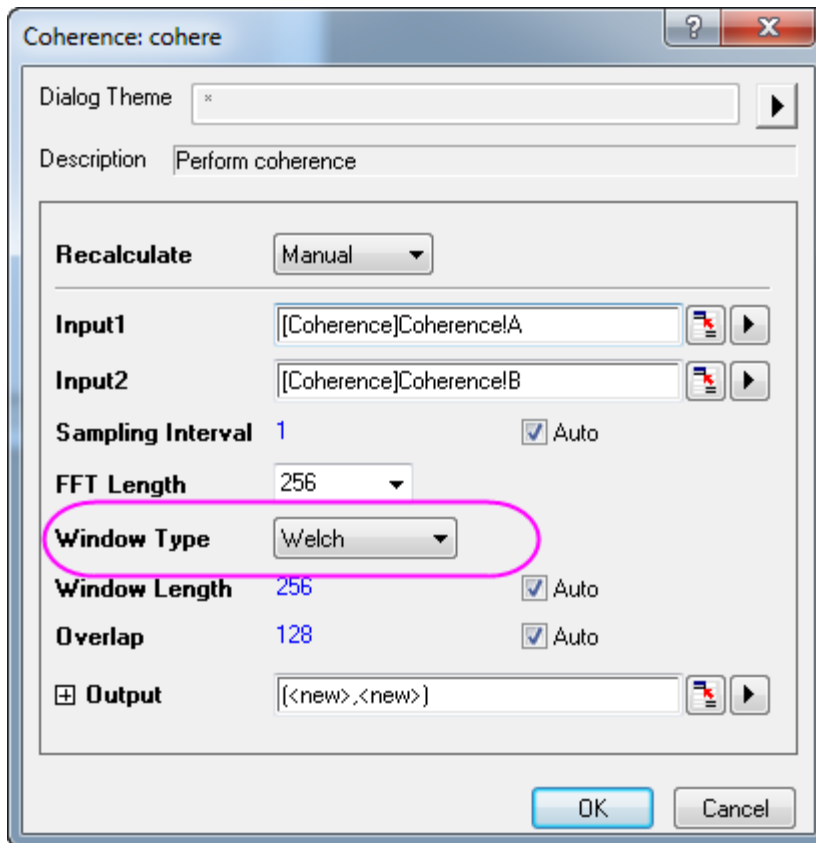 Coherence: cohere
?
Dialog Theme *
Description Perform coherence
Recalculate Manual
Input1 [Coherence]Coherence!A
Input2 [Coherence]Coherence!B
Sampling Interval 1 Auto
FFT Length 256
Window Type Welch
Window Length 256 Auto
Overlap 128 Auto
Output (<new>,<new>)
OK Cancel